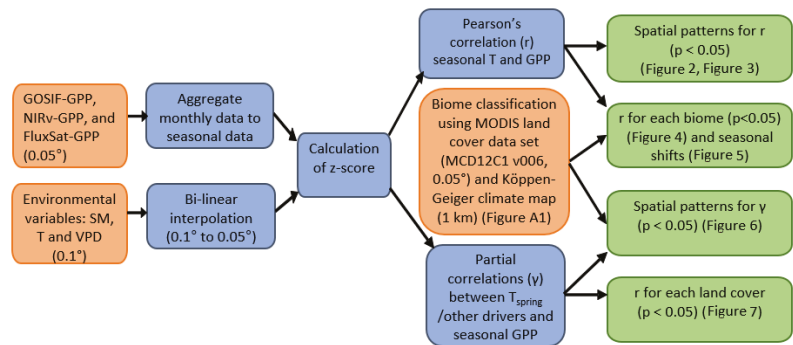 GOSIF-GPP,
NIRv-GPP, and
FluxSat-GPP
(0.05°)
Environmental
variables: SM,
T and VPD
(0.1°)
Aggregate
monthly data to
seasonal data
Bi-linear
interpolation
(0.1° to 0.05°)
Calculation
of z-score
Pearson's
correlation (r)
seasonal T and GPP
Biome classification
using MODIS land
cover data set
(MCD12C1 v006,
0.05°) and Köppen-
Geiger climate map
(1 km) (Figure A1)
Partial
correlations (γ)
between Tspring
/other drivers and
seasonal GPP
Spatial patterns for r
(p < 0.05)
(Figure 2, Figure 3)
r for each biome (p<0.05)
(Figure 4) and seasonal
shifts (Figure 5)
Spatial patterns for γ
(p < 0.05) (Figure 6)
r for each land cover
(p < 0.05) (Figure 7)